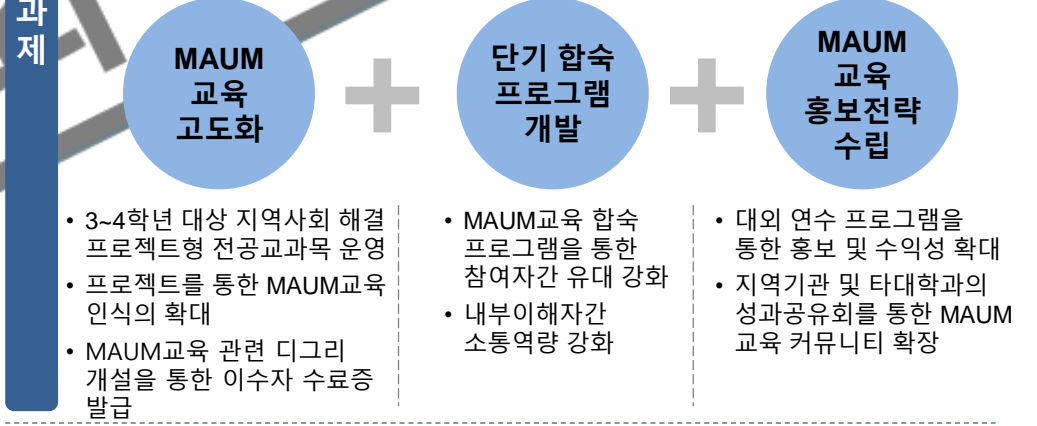 과
제
MAUM
교육
고도화
단기 합숙
프로그램
개발
MAUM
교육
홍보전략
수립
• 3~4학년 대상 지역사회 해결
프로젝트형 전공교과목 운영
• 프로젝트를 통한 MAUM교육
인식의 확대
• MAUM교육 관련 디그리
개설을 통한 이수자 수료증
발급
• MAUM교육 합숙
프로그램을 통한
참여자간 유대 강화
• 내부이해자간
소통역량 강화
• 대외 연수 프로그램을
통한 홍보 및 수익성 확대
• 지역기관 및 타대학과의
성과공유회를 통한 MAUM
교육 커뮤니티 확장